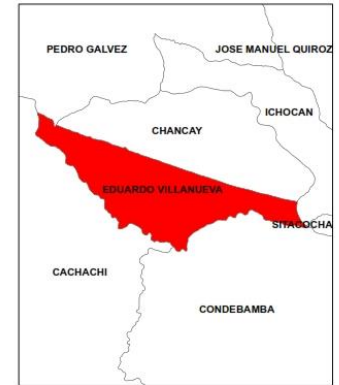 PEDRO GALVEZ
JOSE MANUEL QUIROZ
ICHOCAN
CHANCAY
EDUARDO VILLANUEVA
SITACOCHA
CACHACHI
CONDEBAMBA